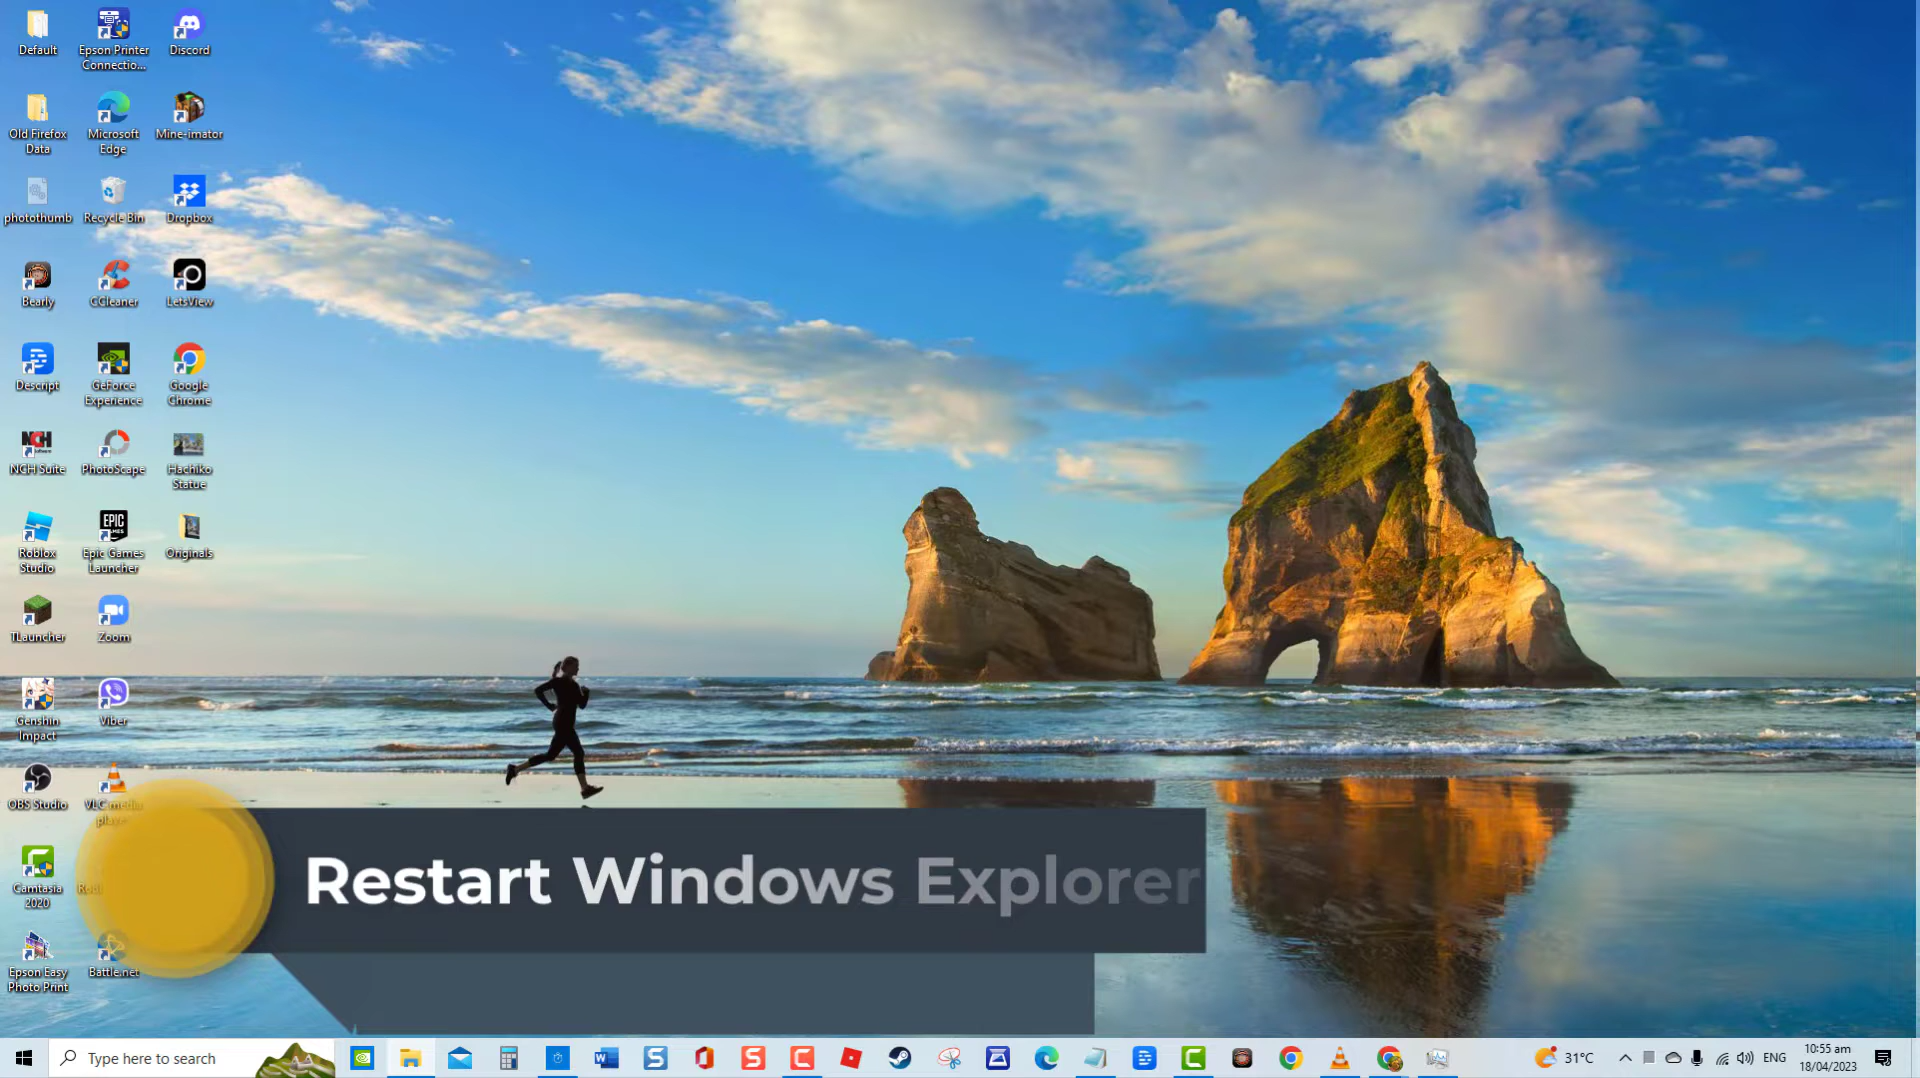 Default
Epson Printer
Connectio...
Discord
Old Firefox
Data
Microsoft
Edge
Mine-imator
photothumb
Recycle Bin
Dropbox
Bearly
CCleaner
LetsView
Descript
GeForce
Experience
Google
Chrome
NCH Suite
PhotoScape
Hachiko
Statue
Roblox
Studio
EPIC
GAMES
Epic Games
Launcher
Originals
TLauncher
Zoom
Genshin
Impact
Viber
OBS Studio
VLC media
player
Camtasia
2020
Epson Easy
Photo Print
Battle.net
Restart Windows Explorer
Type here to search
31°C
ENG
10:55 am
18/04/2023